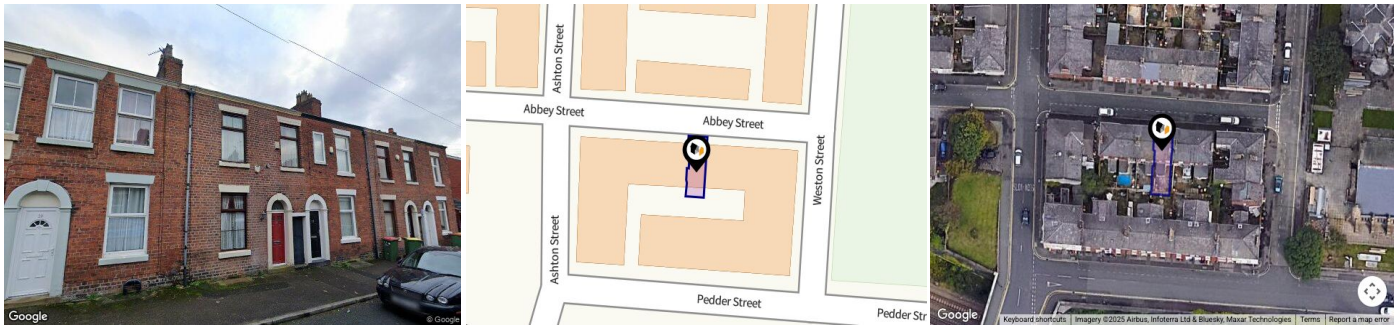 Google
© Google
Ashton Street
Abbey Street
Abbey Street
Weston Street
Ashton Street
Pedder Street
Pedder Str
Google
Keyboard shortcuts
Imagery ©2025 Airbus, Infoterra Ltd & Bluesky, Maxar Technologies
Terms
Report a map error